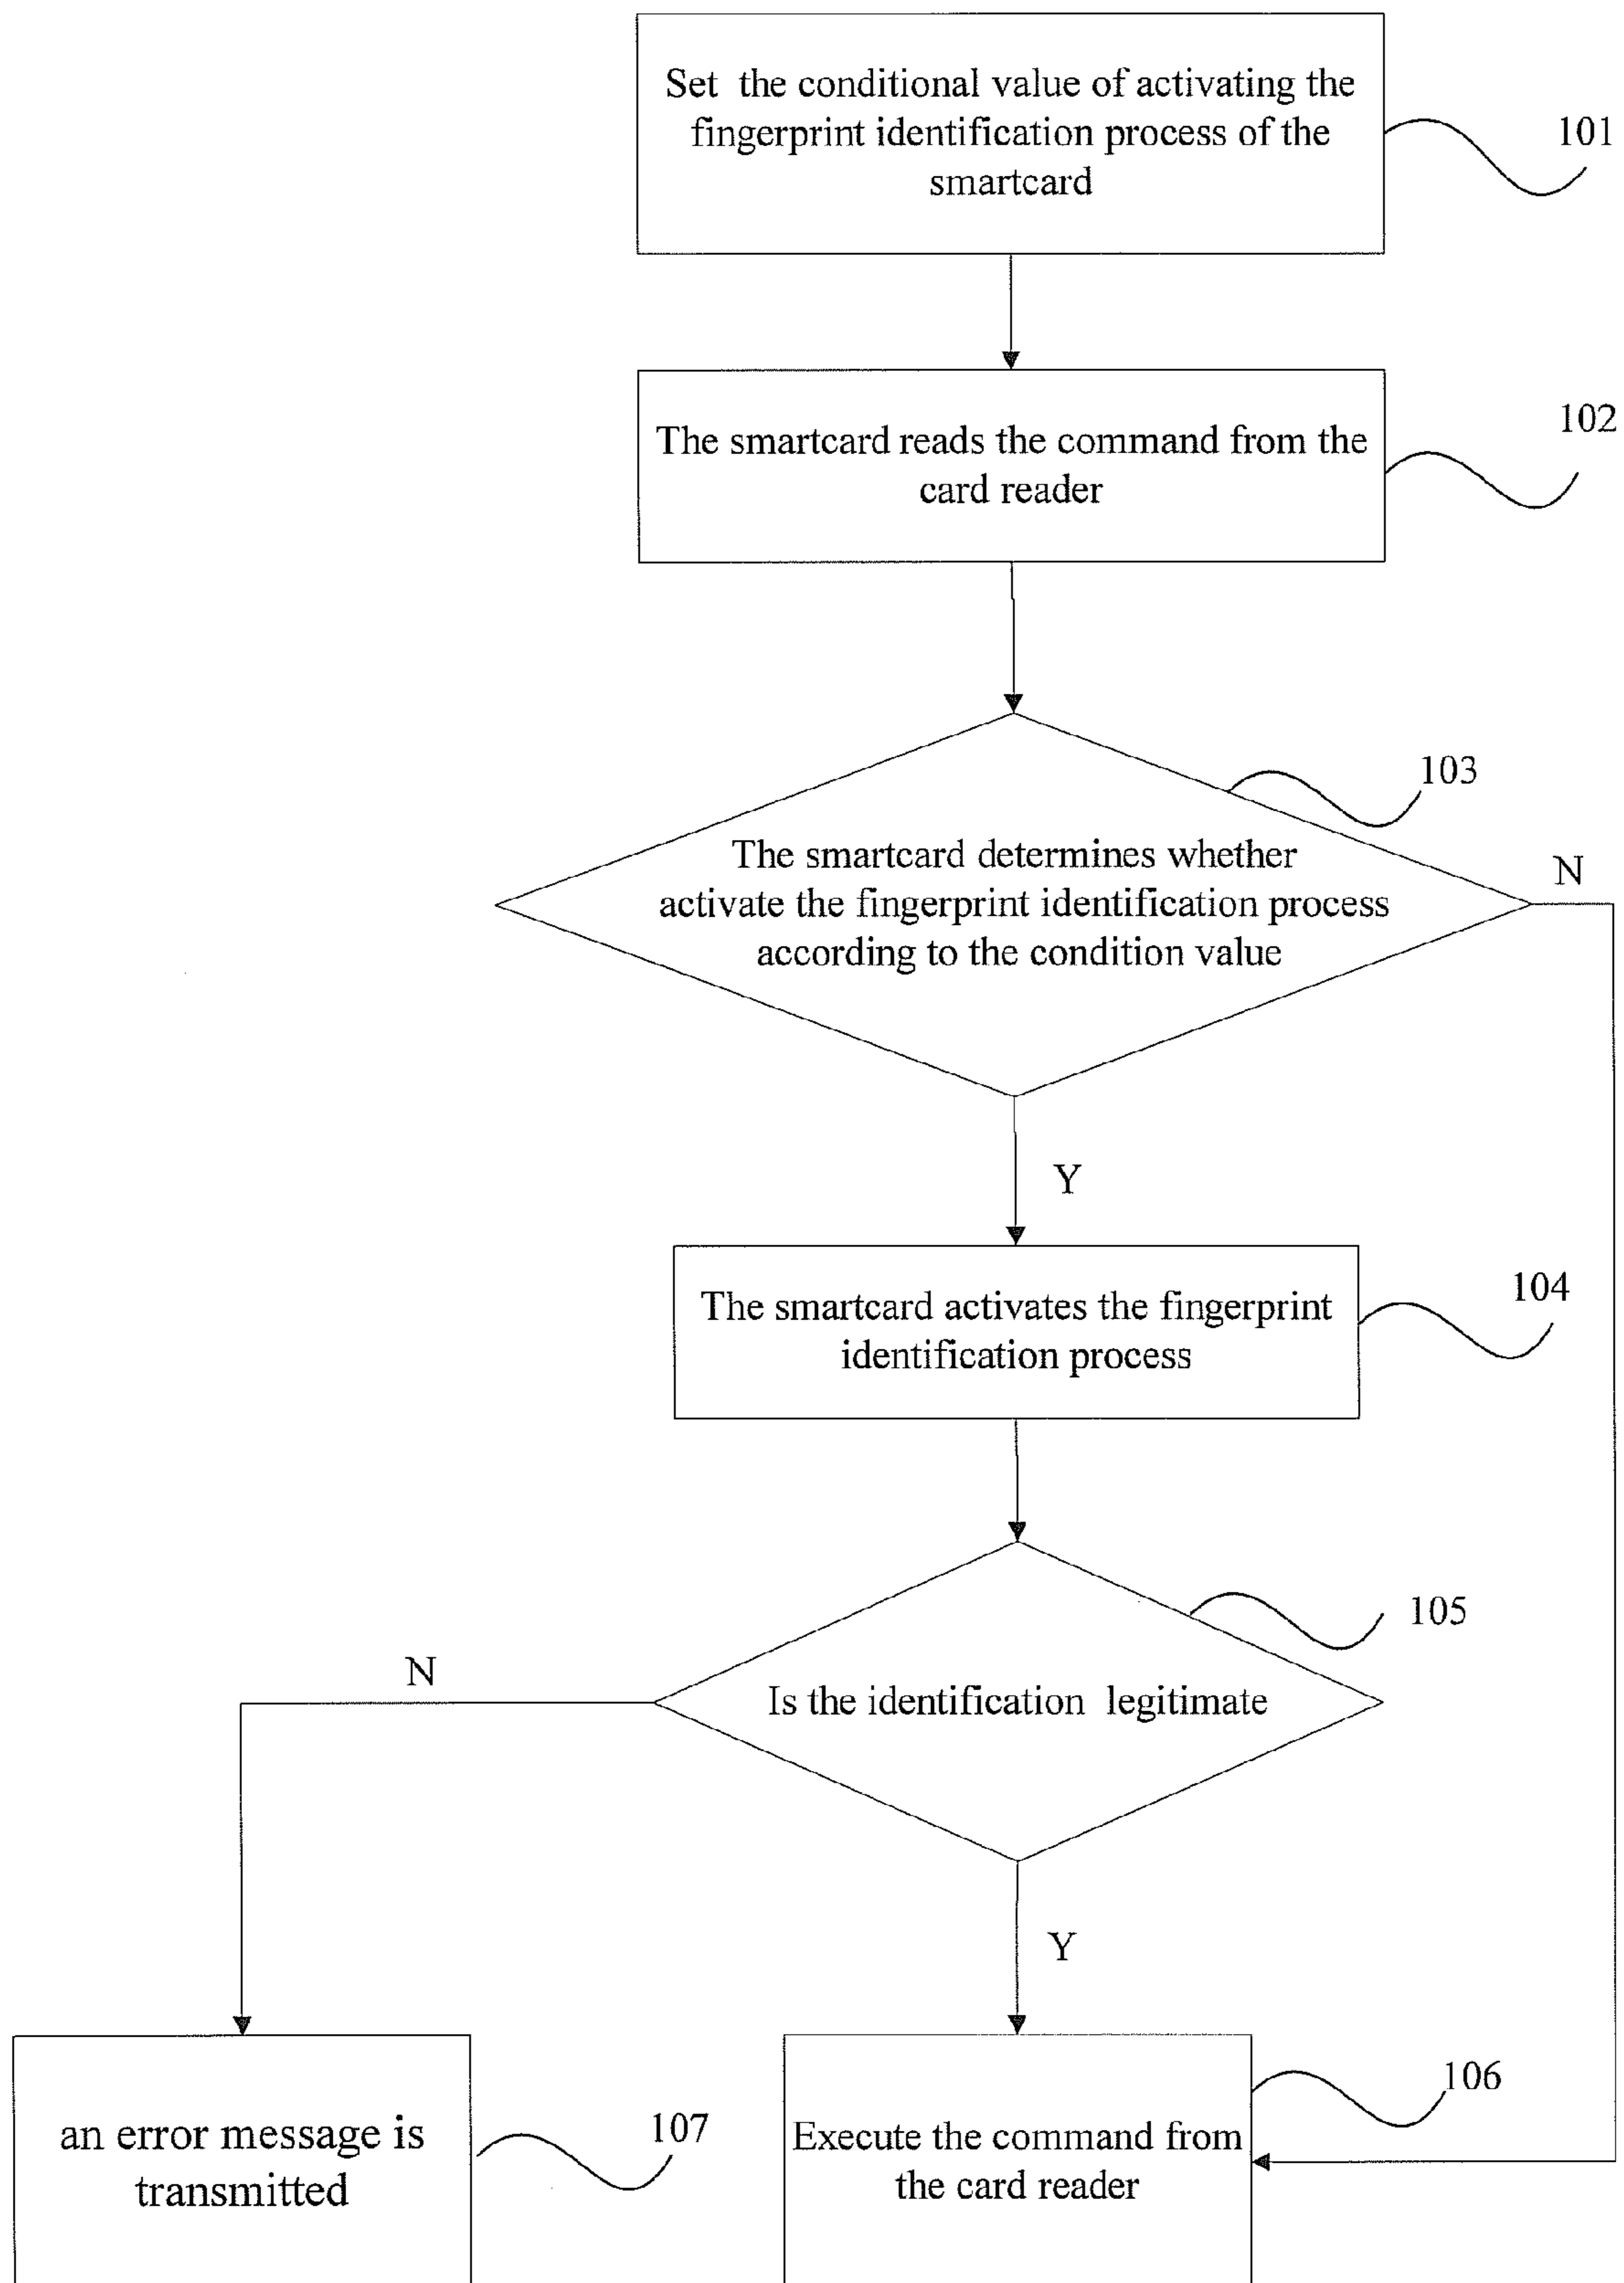 Set the conditional value of activating the
fingerprint identification process of the
smartcard
101
The smartcard reads the command from the
card reader
102
103
The smartcard determines whether
activate the fingerprint identification process
according to the condition value
N
Y
The smartcard activates the fingerprint
identification process
104
105
Is the identification legitimate
N
Y
an error message is
transmitted
107
Execute the command from
the card reader
106